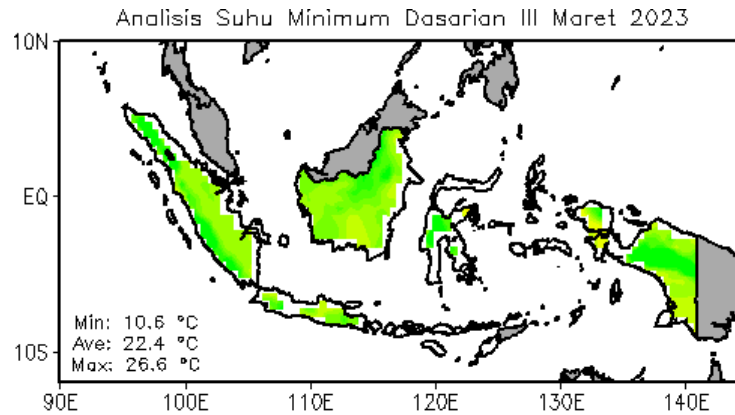 Analisis Suhu Minimum Dasarian III Maret 2023
10N
EQ
10S
Min: 10.6 °C
Ave: 22.4 °C
Max: 26.6 °C
90E 100E 110E 120E 130E 140E